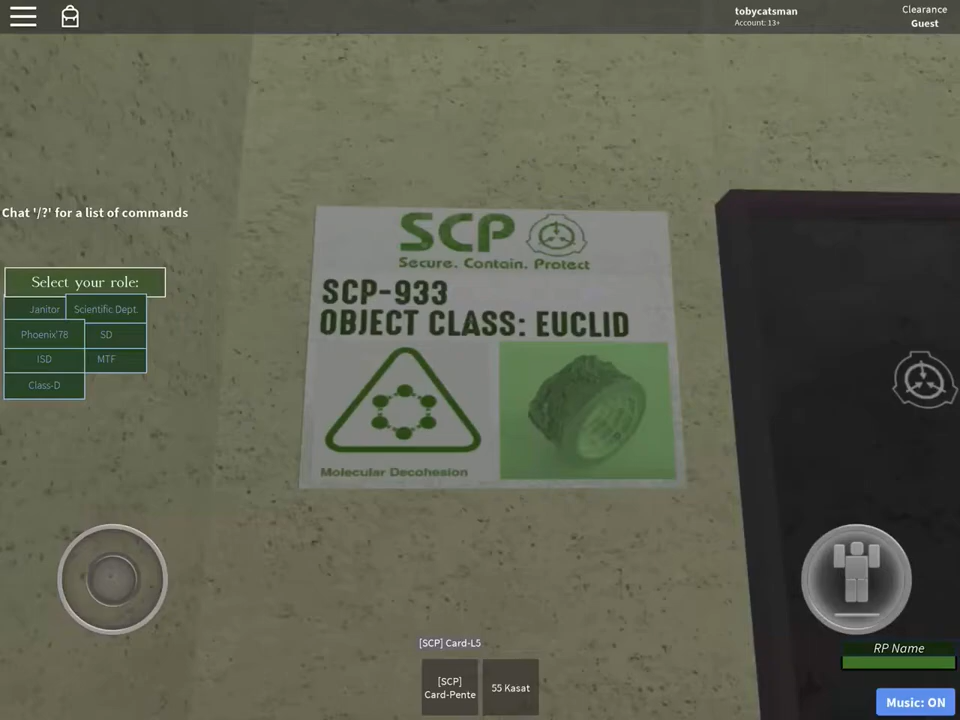 tobycatsman
Account: 13+
Clearance
Guest
Chat '/?' for a list of commands
Select your role:
Janitor
Scientific Dept.
Phoenix'78
SD
ISD
MTF
Class-D
SCP
Secure. Contain. Protect
SCP-933
OBJECT CLASS: EUCLID
Molecular Decohesion
[SCP] Card-L5
[SCP]
Card-Pente
55 Kasat
RP Name
Music: ON